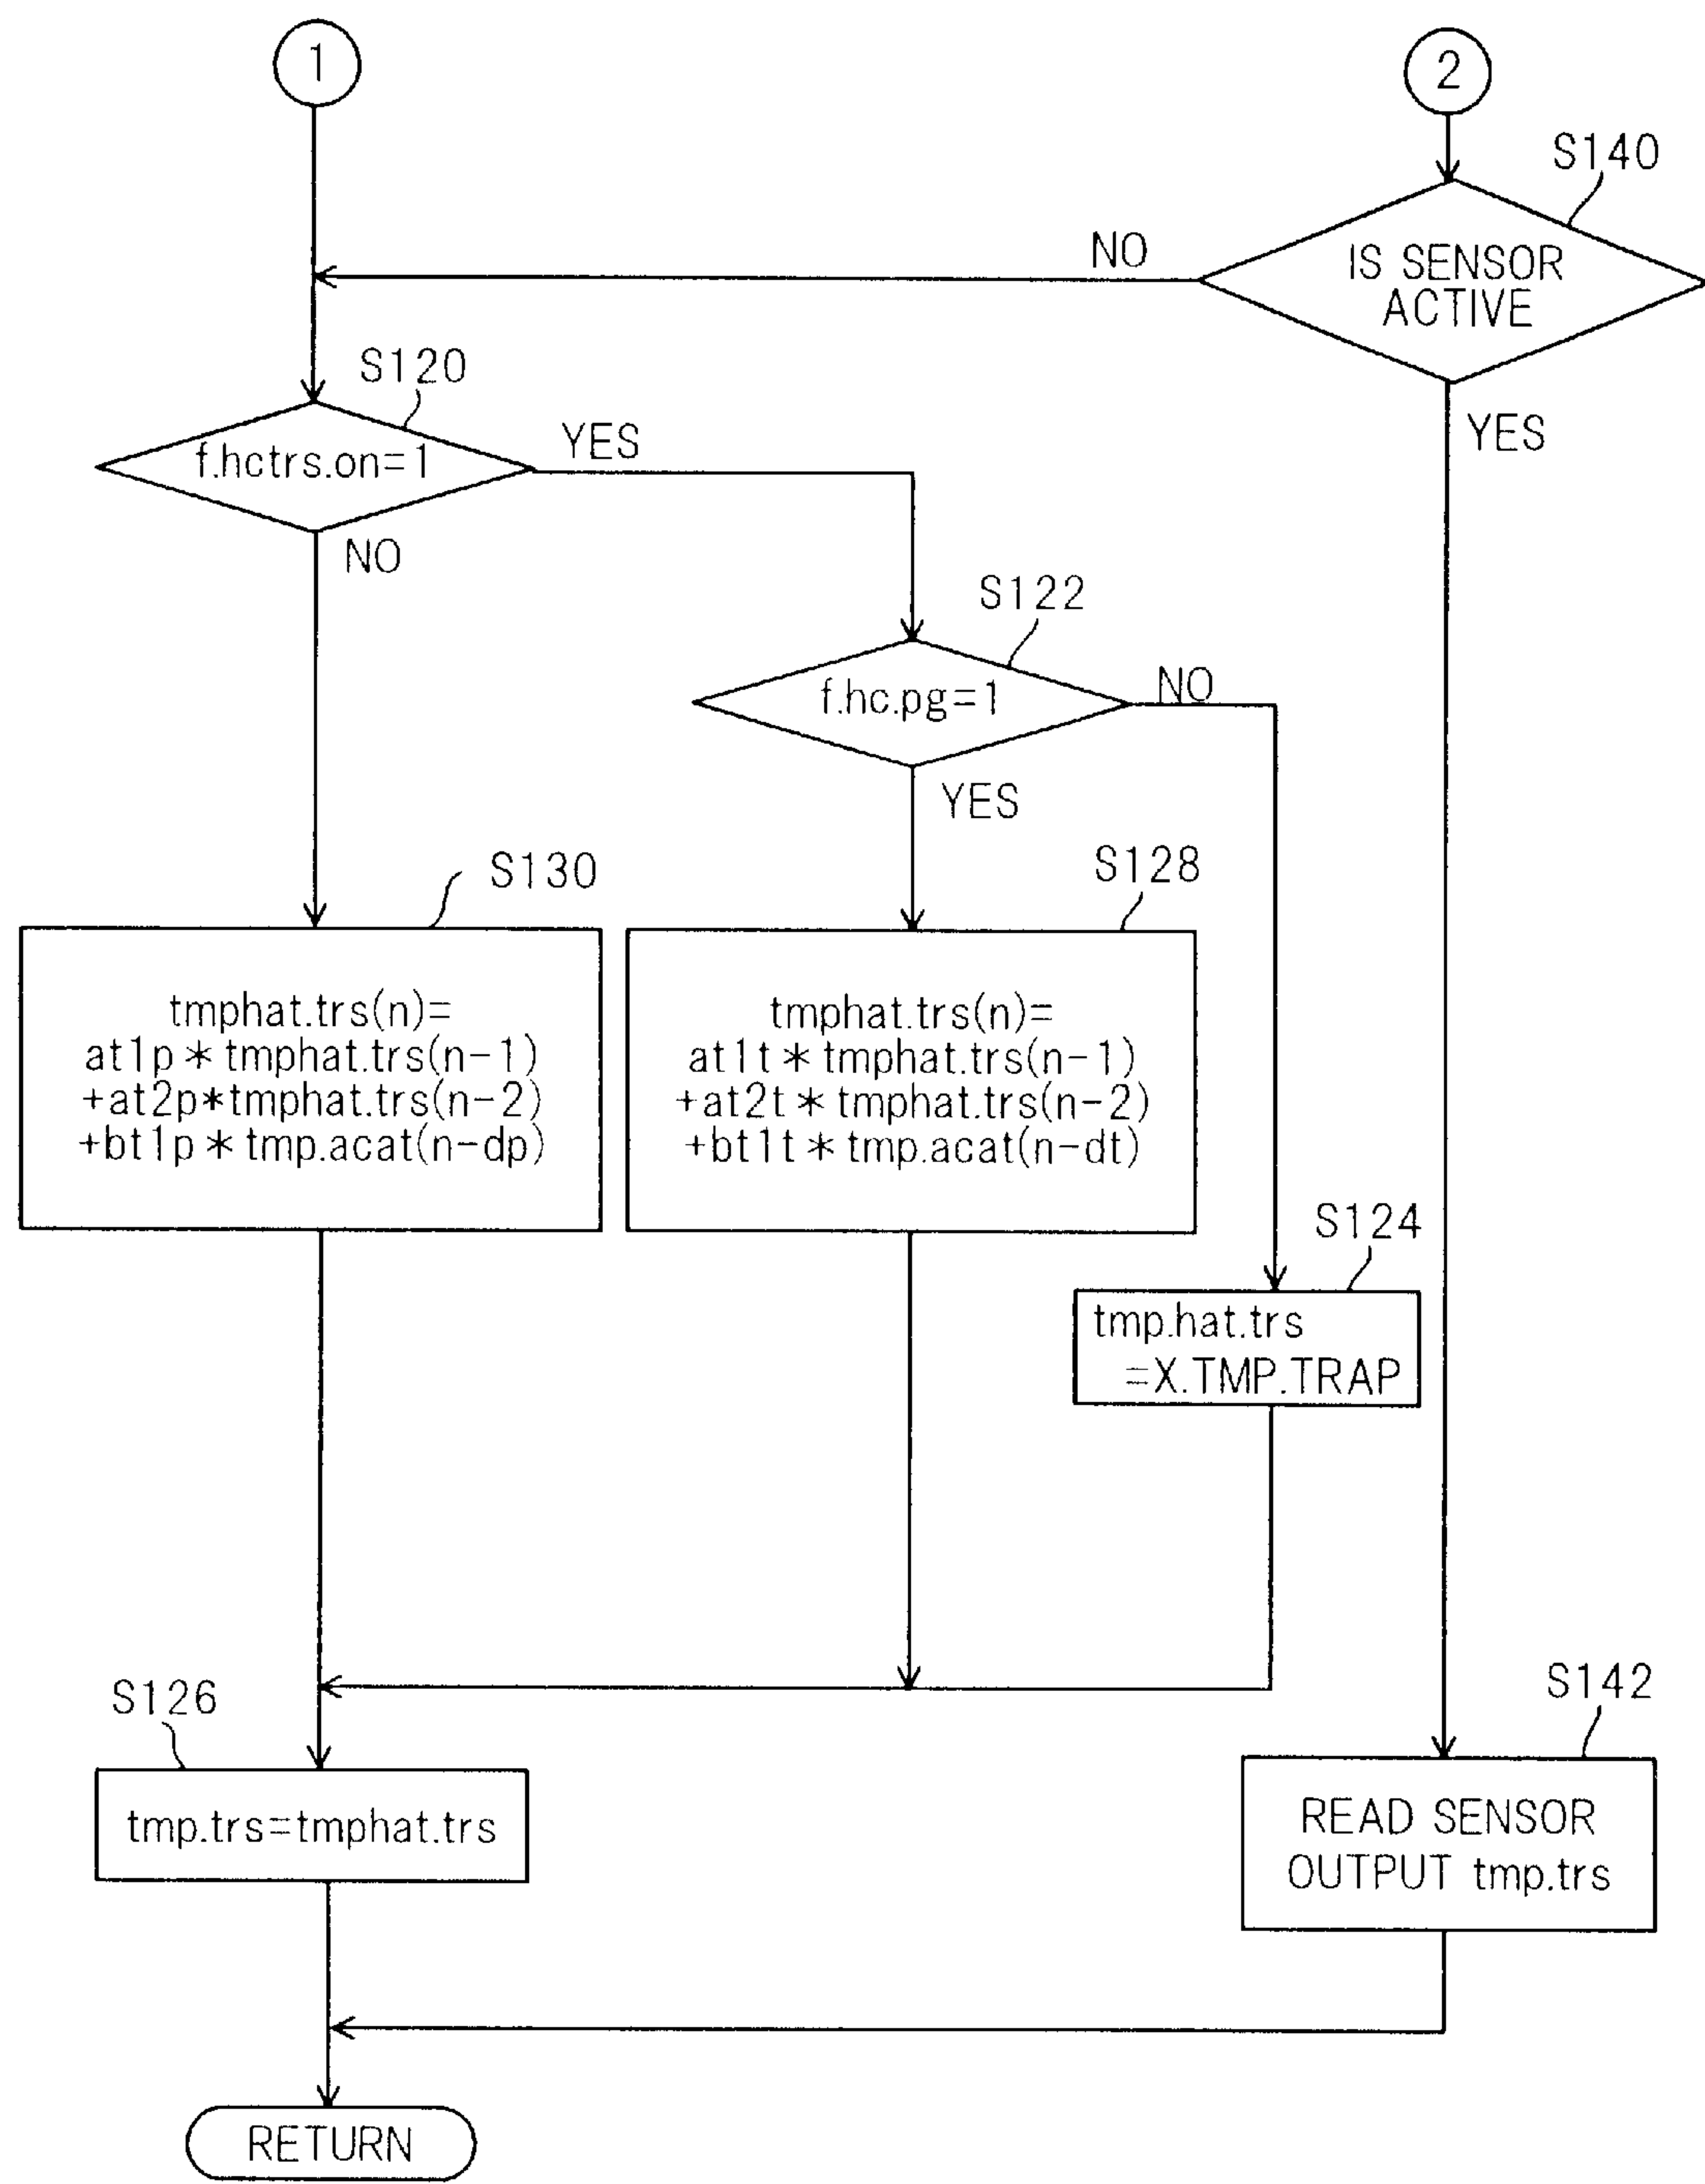 1
2
S140
NO
IS SENSOR
ACTIVE
YES
S120
f.hctrs.on=1
YES
NO
S122
f.hc.pg=1
NO
YES
S130
tmphat.trs(n)=
at1p*tmphat.trs(n-1)
+at2p*tmphat.trs(n-2)
+bt1p*tmp.acat(n-dp)
S128
tmphat.trs(n)=
at1t*tmphat.trs(n-1)
+at2t*tmphat.trs(n-2)
+bt1t*tmp.acat(n-dt)
S124
tmp.hat.trs
=X.TMP.TRAP
S126
tmp.trs=tmphat.trs
S142
READ SENSOR
OUTPUT tmp.trs
RETURN